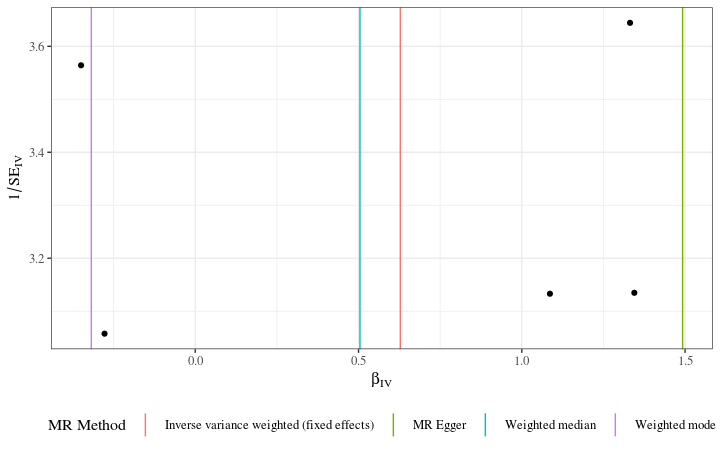 3.6
3.4
3.2
1/SE_IV
0.0 0.5 1.0 1.5
β_IV
MR Method Inverse variance weighted (fixed effects) MR Egger Weighted median Weighted mode